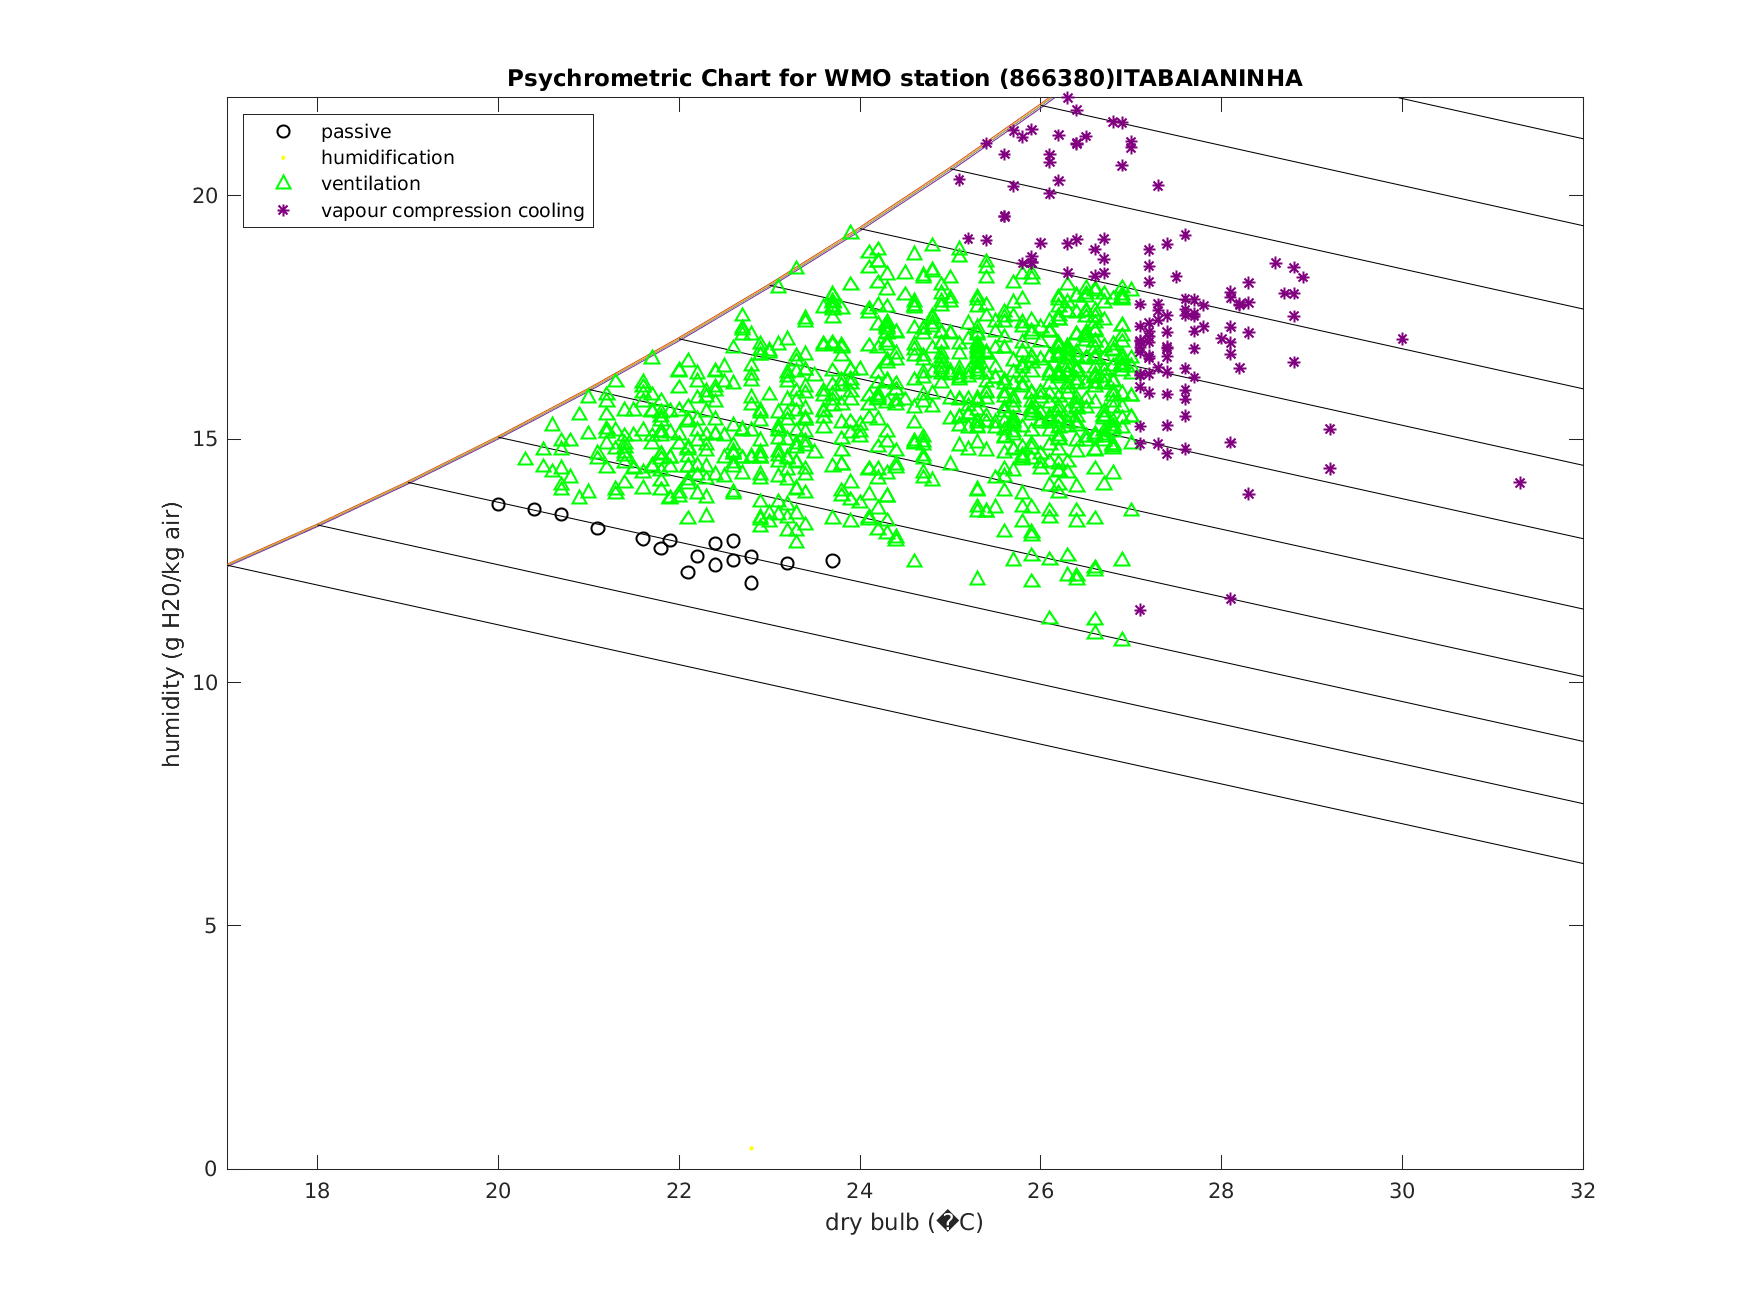 Psychrometric Chart for WMO station (866380)ITABAIANINHA
passive
humidification
ventilation
vapour compression cooling
humidity (g H20/kg air)
20
15
10
5
0
18 20 22 24 26 28 30 32
dry bulb (�C)